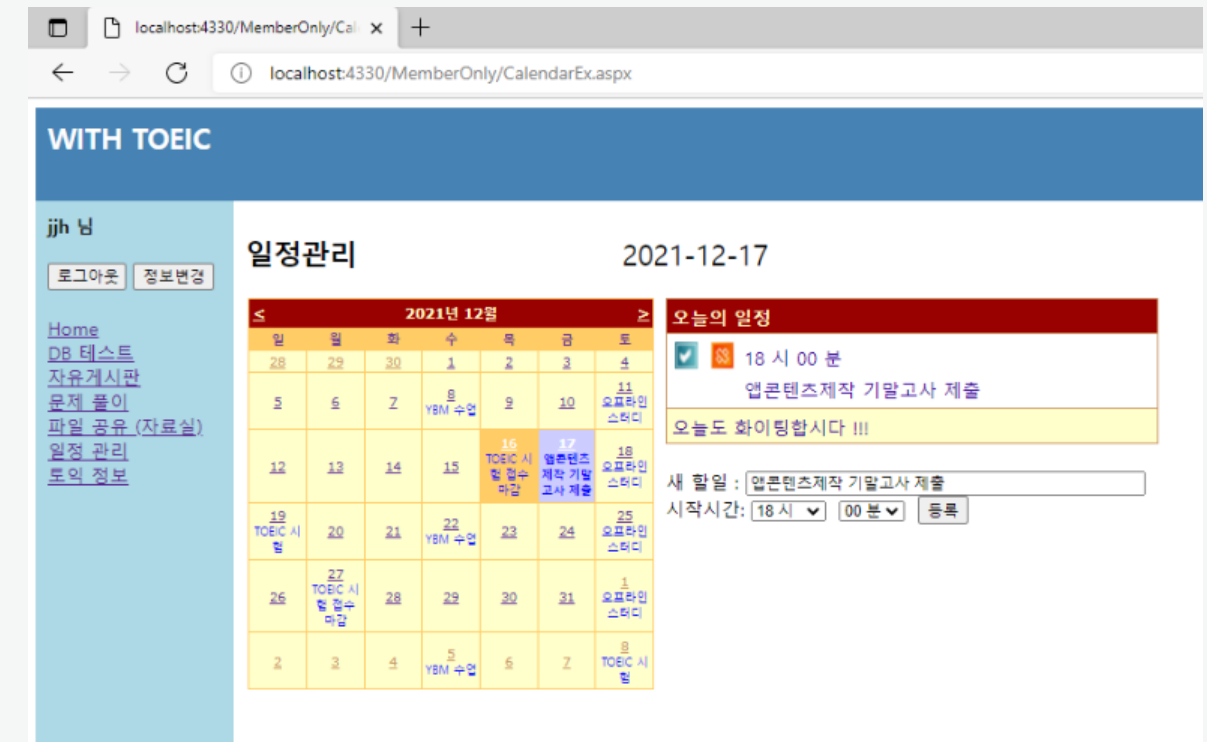 localhost:4330/MemberOnly/Cal
localhost:4330/MemberOnly/CalendarEx.aspx
WITH TOEIC
jjh 님
로그아웃 정보변경
Home
DB 테스트
자유게시판
문제 풀이
파일 공유 (자료실)
일정 관리
토익 정보
일정관리 2021-12-17
< 2021년 12월 >
일 월 화 수 목 금 토
28 29 30 1 2 3 4
5 6 7 8 9 10 11
YBM 수업 오프라인
스터디
12 13 14 15 16 17 18
TOEIC 시 앱콘텐츠 오프라인
험 접수 제작 기말 스터디
마감 고사 제출
19 20 21 22 23 24 25
TOEIC 시 YBM 수업 오프라인
험 스터디
26 27 28 29 30 31 1
TOEIC 시 오프라인
험 접수 스터디
마감
2 3 4 5 6 7 8
YBM 수업 TOEIC 시
험
오늘의 일정
18 시 00 분
앱콘텐츠제작 기말고사 제출
오늘도 화이팅합시다 !!!
새 할일 : 앱콘텐츠제작 기말고사 제출
시작시간: 18 시 00 분 등록